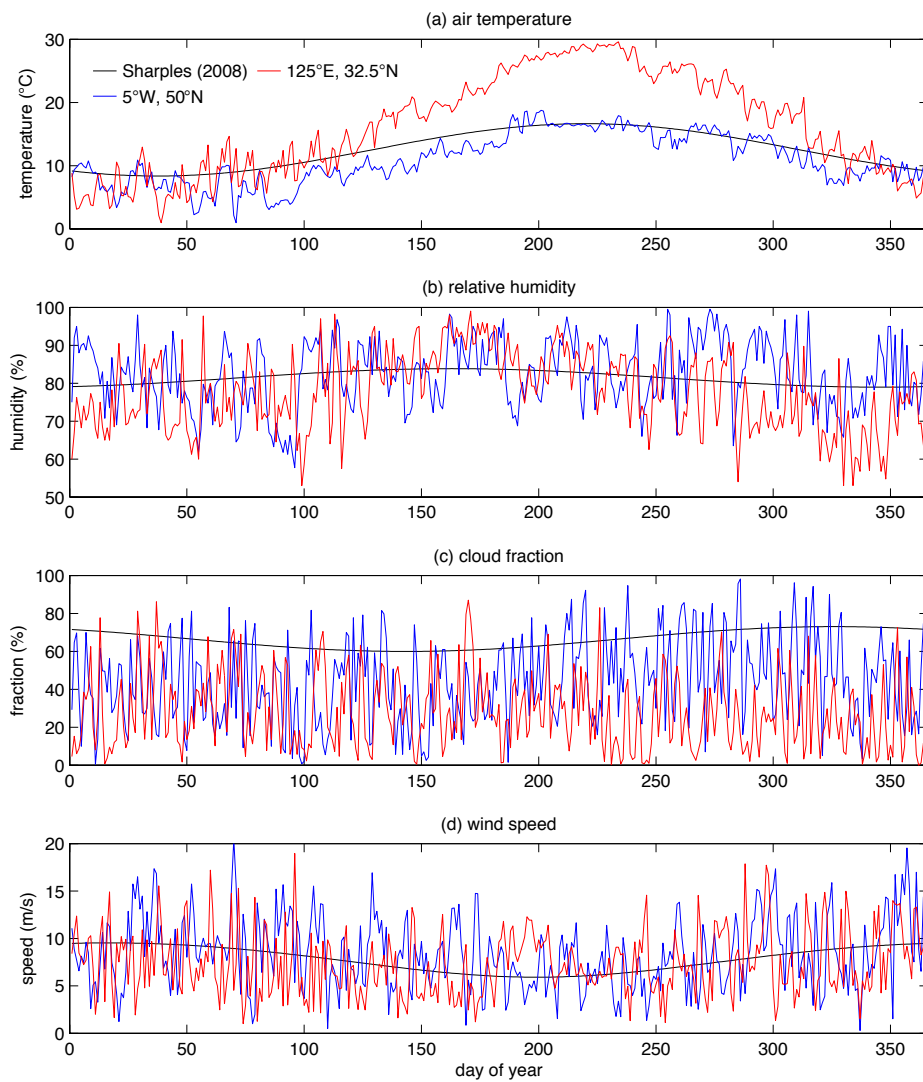 (a) air temperature
30
20
10
0
temperature (°C)
Sharples (2008)
125°E, 32.5°N
5°W, 50°N
0 50 100 150 200 250 300 350
(b) relative humidity
100
90
80
70
60
50
humidity (%)
0 50 100 150 200 250 300 350
(c) cloud fraction
100
80
60
40
20
0
fraction (%)
0 50 100 150 200 250 300 350
(d) wind speed
20
15
10
5
0
speed (m/s)
0 50 100 150 200 250 300 350
day of year